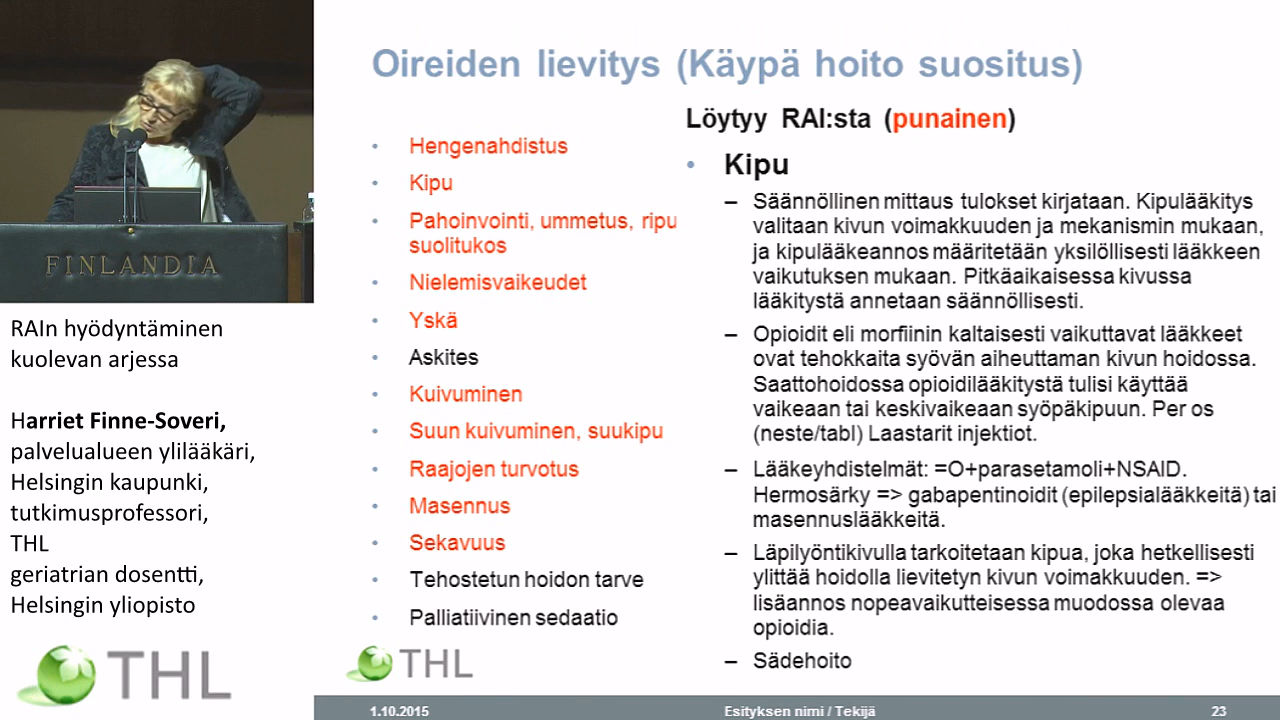 FINLANDIA
RAIn hyödyntäminen
kuolevan arjessa
Harriet Finne-Soveri,
palvelualueen ylilääkäri,
Helsingin kaupunki,
tutkimusprofessori,
THL
geriatrian dosentti,
Helsingin yliopisto
THL
Oireiden lievitys (Käypä hoito suositus)
Hengenahdistus
Kipu
Pahoinvointi, ummetus, ripu
suolitukos
Nielemisvaikeudet
Yskä
Askites
Kuivuminen
Suun kuivuminen, suukipu
Raajojen turvotus
Masennus
Sekavuus
Tehostetun hoidon tarve
Palliatiivinen sedaatio
THL
Löytyy RAI:sta (punainen)
Kipu
– Säännöllinen mittaus tulokset kirjataan. Kipulääkitys
valitaan kivun voimakkuuden ja mekanismin mukaan,
ja kipulääkeannos määritetään yksilöllisesti lääkkeen
vaikutuksen mukaan. Pitkäaikaisessa kivussa
lääkitystä annetaan säännöllisesti.
– Opioidit eli morfiinin kaltaisesti vaikuttavat lääkkeet
ovat tehokkaita syövän aiheuttaman kivun hoidossa.
Saattohoidossa opioidilääkitystä tulisi käyttää
vaikeaan tai keskivaikeaan syöpäkipuun. Per os
(neste/tabl) Laastarit injektiot.
– Lääkeyhdistelmät: =O+parasetamoli+NSAID.
Hermosärky => gabapentinoidit (epilepsialääkkeitä) tai
masennuslääkkeitä.
– Läpilyöntikivulla tarkoitetaan kipua, joka hetkellisesti
ylittää hoidolla lievitetyn kivun voimakkuuden. =>
lisäannos nopeavaikutteisessa muodossa olevaa
opioidia.
– Sädehoito
1.10.2015
Esityksen nimi / Tekijä
23